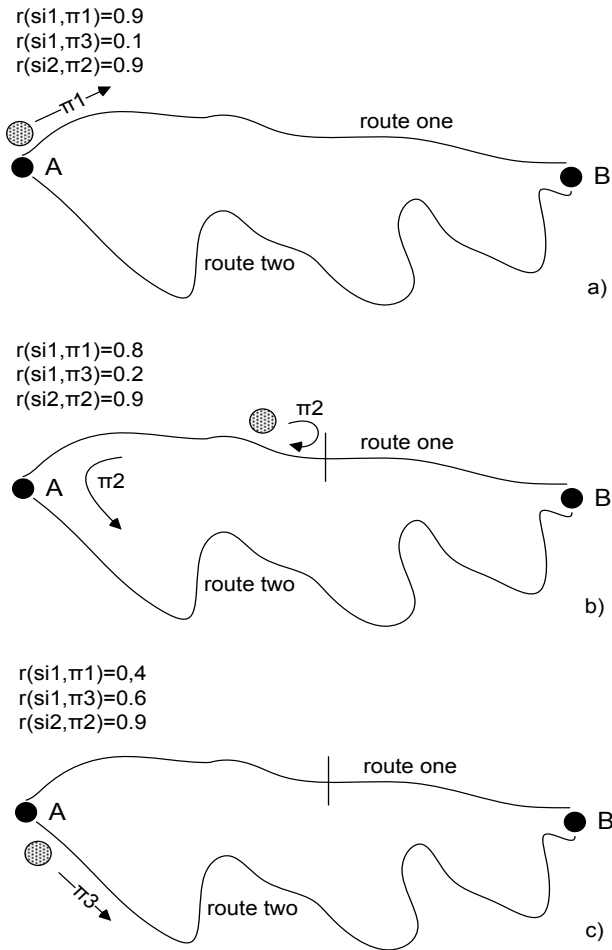 r(si1,π1)=0.9
r(si1,π3)=0.1
r(si2,π2)=0.9
π1
route one
A
B
route two
a)
r(si1,π1)=0.8
r(si1,π3)=0.2
r(si2,π2)=0.9
π2
route one
A
π2
B
route two
b)
r(si1,π1)=0,4
r(si1,π3)=0.6
r(si2,π2)=0.9
route one
A
B
π3
route two
c)